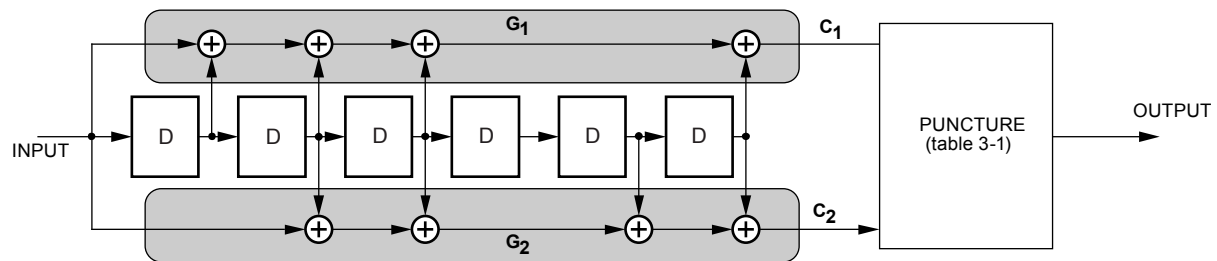 G1
C1
D D D D D D
INPUT
PUNCTURE
(table 3-1)
OUTPUT
G2
C2